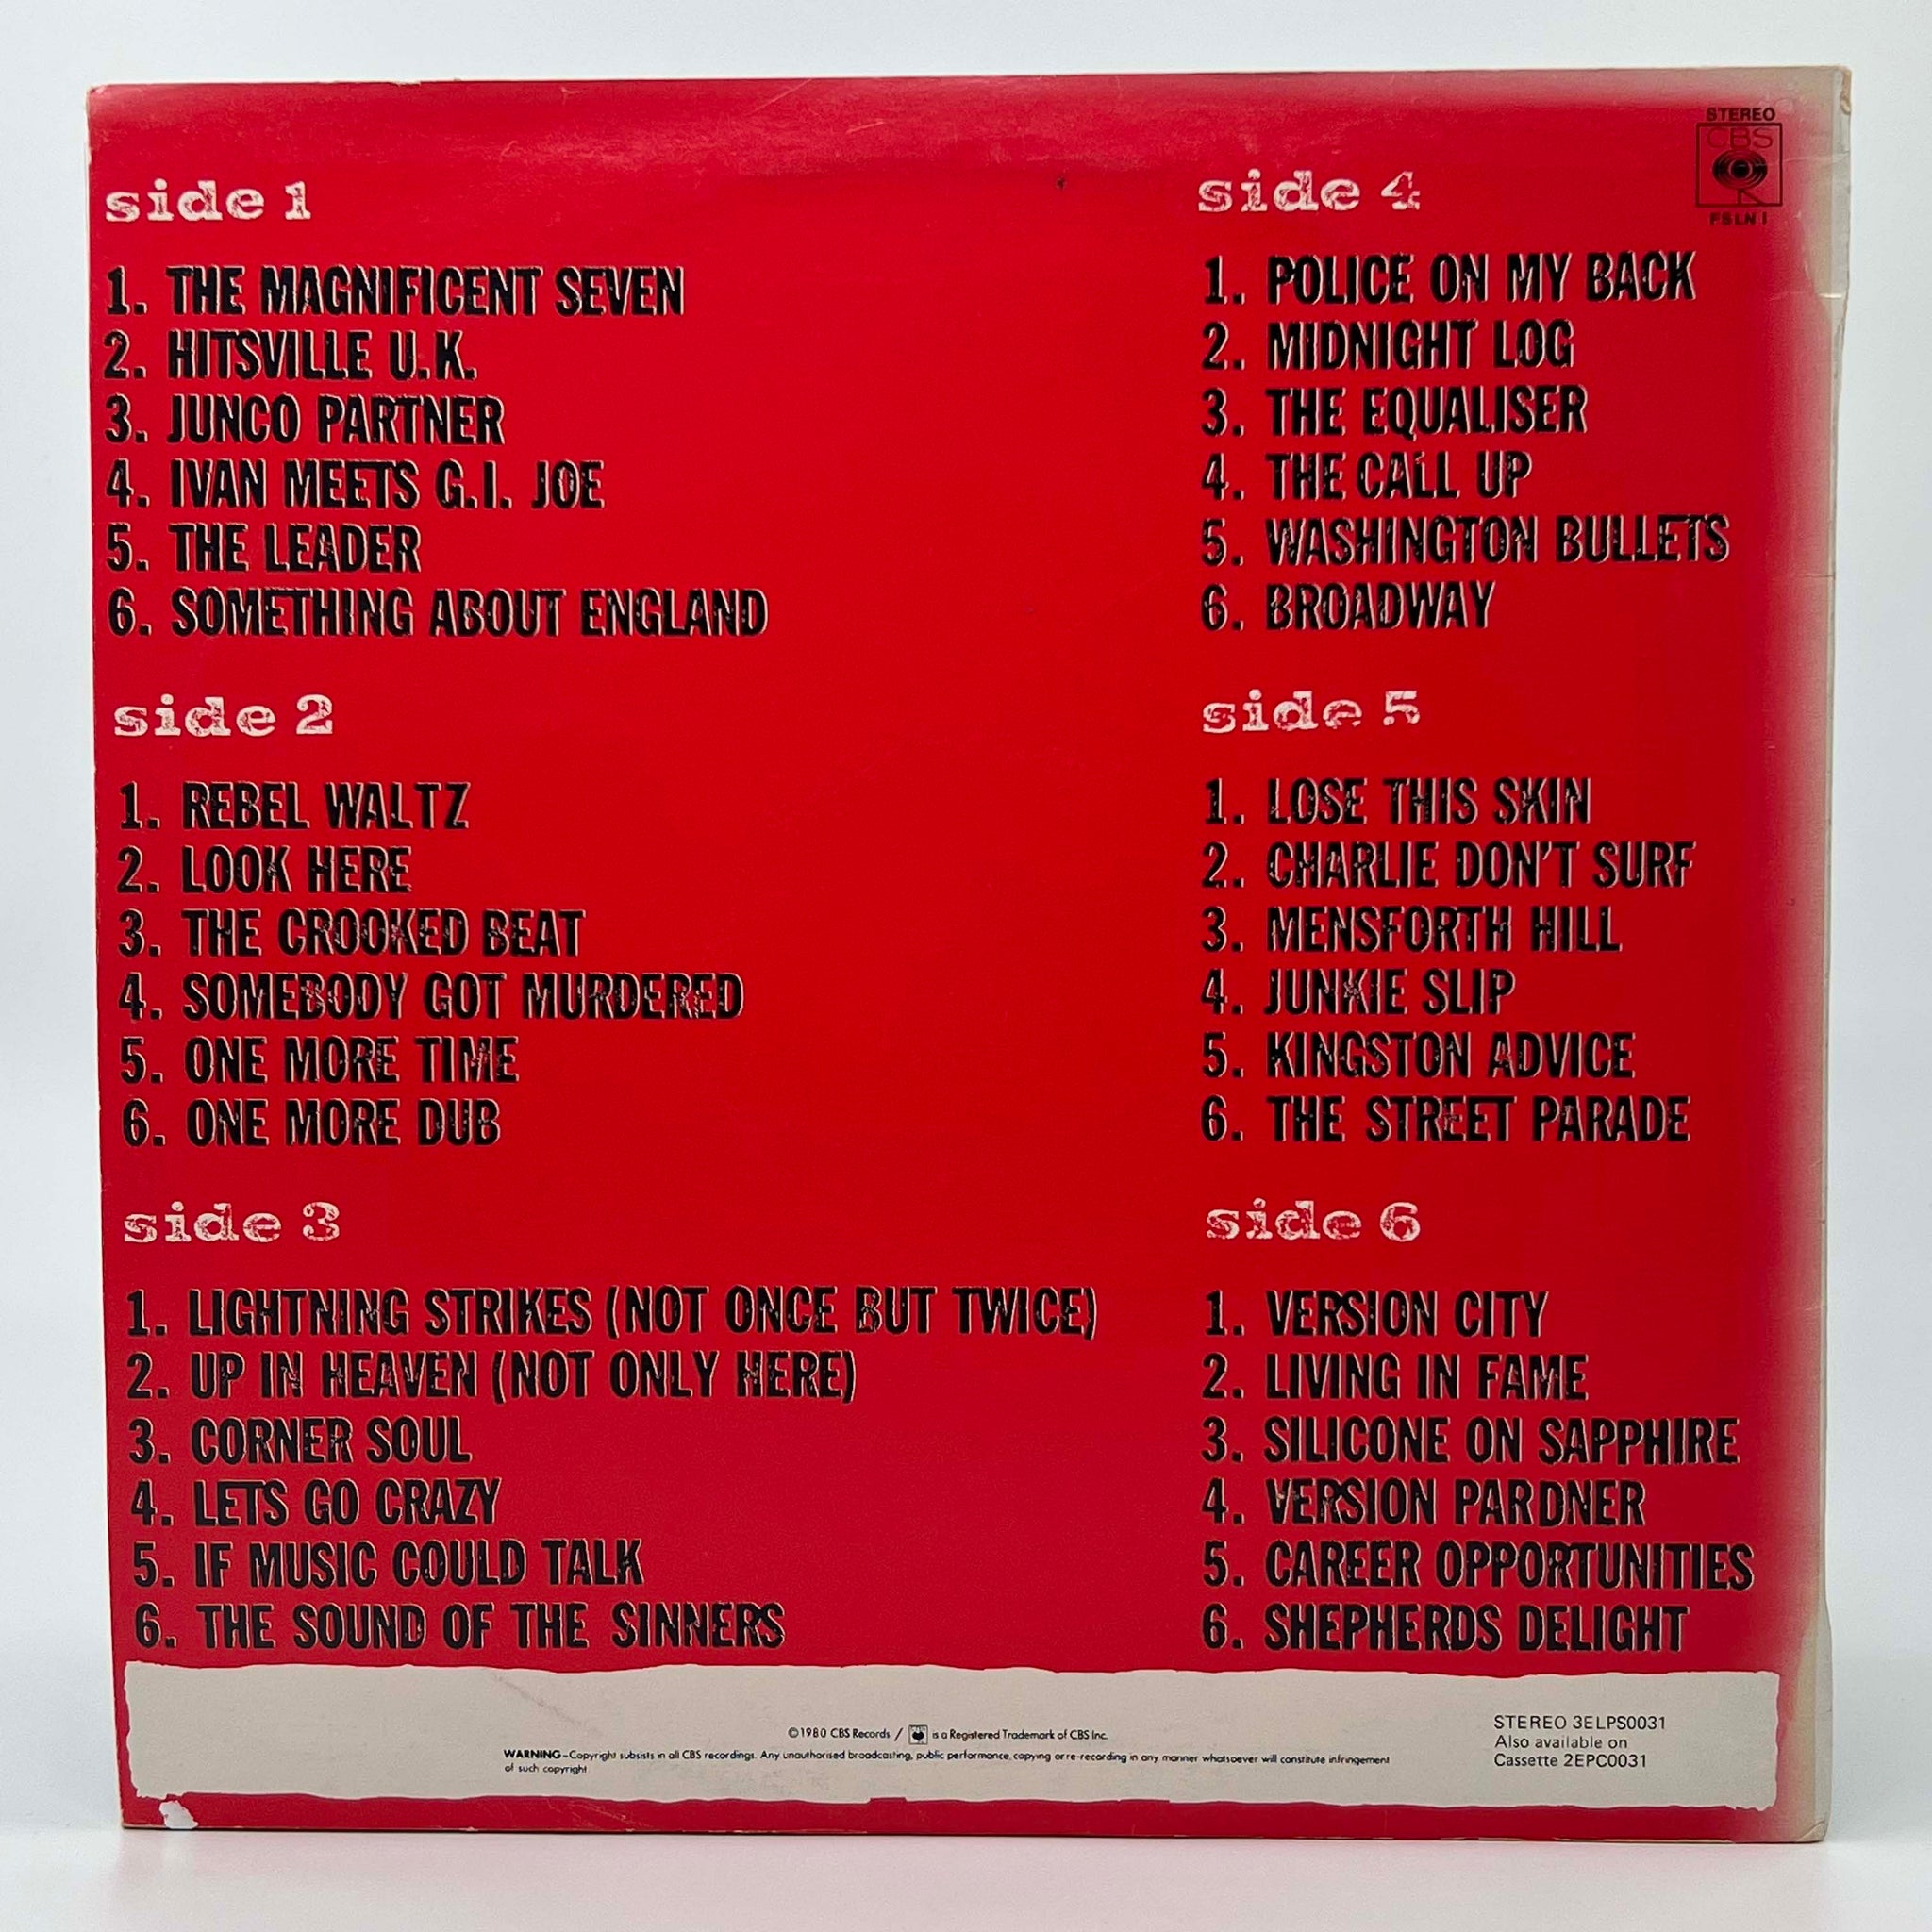 side 1
1. THE MAGNIFICENT SEVEN
2. HITSVILLE U.K.
3. JUNCO PARTNER
4. IVAN MEETS G.I. JOE
5. THE LEADER
6. SOMETHING ABOUT ENGLAND
side 2
1. REBEL WALTZ
2. LOOK HERE
3. THE CROOKED BEAT
4. SOMEBODY GOT MURDERED
5. ONE MORE TIME
6. ONE MORE DUB
side 3
1. LIGHTNING STRIKES (NOT ONCE BUT TWICE)
2. UP IN HEAVEN (NOT ONLY HERE)
3. CORNER SOUL
4. LETS GO CRAZY
5. IF MUSIC COULD TALK
6. THE SOUND OF THE SINNERS
STEREO
CBS
FSLN 1
side 4
1. POLICE ON MY BACK
2. MIDNIGHT LOG
3. THE EQUALISER
4. THE CALL UP
5. WASHINGTON BULLETS
6. BROADWAY
side 5
1. LOSE THIS SKIN
2. CHARLIE DON'T SURF
3. MENSFORTH HILL
4. JUNKIE SLIP
5. KINGSTON ADVICE
6. THE STREET PARADE
side 6
1. VERSION CITY
2. LIVING IN FAME
3. SILICONE ON SAPPHIRE
4. VERSION PARDNER
5. CAREER OPPORTUNITIES
6. SHEPHERDS DELIGHT
©1980 CBS Records / CBS is a Registered Trademark of CBS Inc.
WARNING–Copyright subsists in all CBS recordings. Any unauthorised broadcasting, public performance, copying or re-recording in any manner whatsoever will constitute infringement
of such copyright
STEREO 3ELPS0031
Also available on
Cassette 2EPC0031